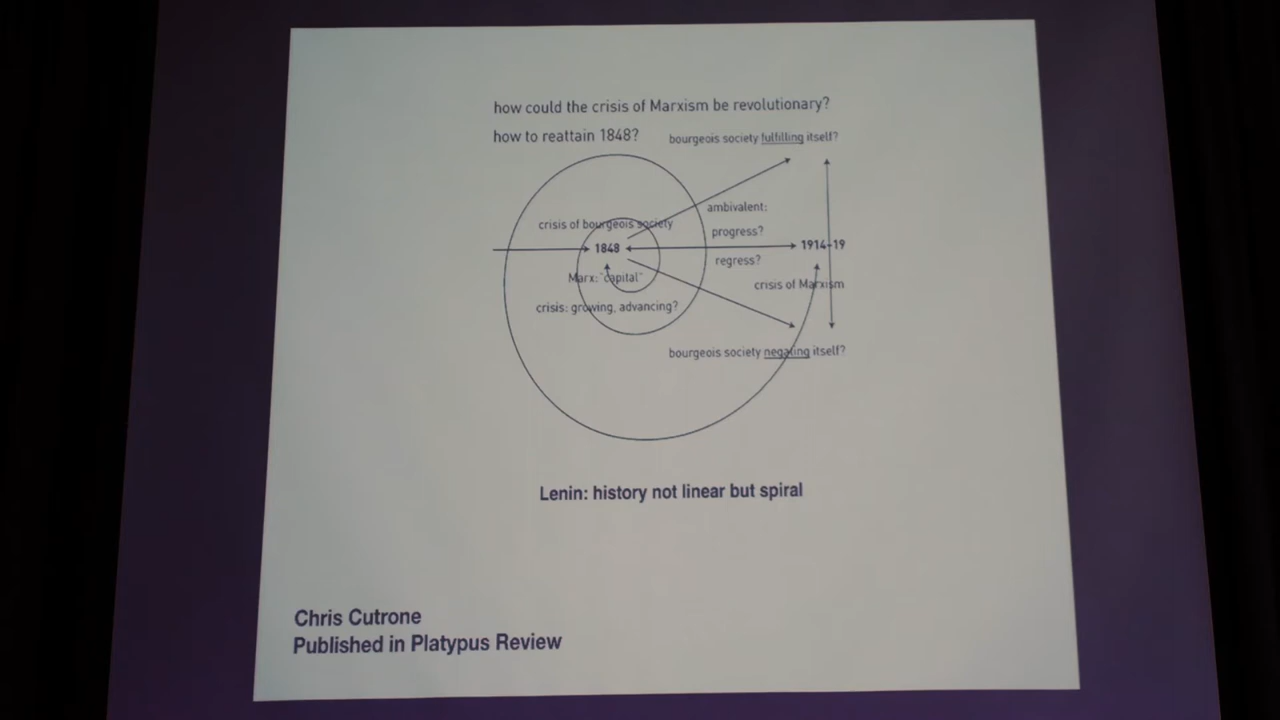 how could the crisis of Marxism be revolutionary?
how to reattain 1848?
bourgeois society fulfilling itself?
crisis of bourgeois society
ambivalent:
progress?
1848
1914-19
regress?
Marx: "capital"
crisis of Marxism
crisis: growing, advancing?
bourgeois society negating itself?
Lenin: history not linear but spiral
Chris Cutrone
Published in Platypus Review